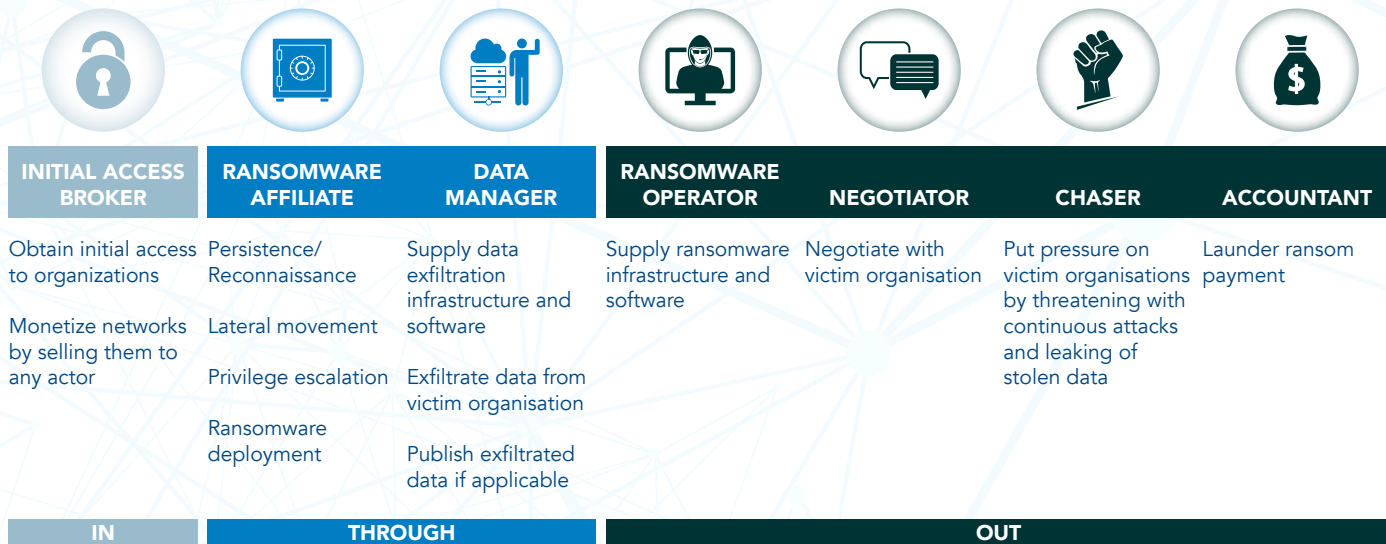 $
INITIAL ACCESS
BROKER
RANSOMWARE
AFFILIATE
DATA
MANAGER
RANSOMWARE
OPERATOR
NEGOTIATOR
CHASER
ACCOUNTANT
Obtain initial access
to organizations
Monetize networks
by selling them to
any actor
Persistence/
Reconnaissance
Lateral movement
Privilege escalation
Ransomware
deployment
Supply data
exfiltration
infrastructure and
software
Exfiltrate data from
victim organisation
Publish exfiltrated
data if applicable
Supply ransomware
infrastructure and
software
Negotiate with
victim organisation
Put pressure on
victim organisations
by threatening with
continuous attacks
and leaking of
stolen data
Launder ransom
payment
IN
THROUGH
OUT